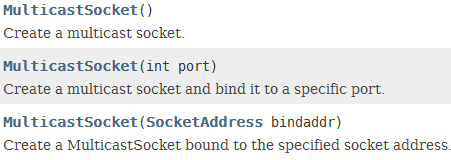 MulticastSocket()
Create a multicast socket.
MulticastSocket(int port)
Create a multicast socket and bind it to a specific port.
MulticastSocket(SocketAddress bindaddr)
Create a MulticastSocket bound to the specified socket address.